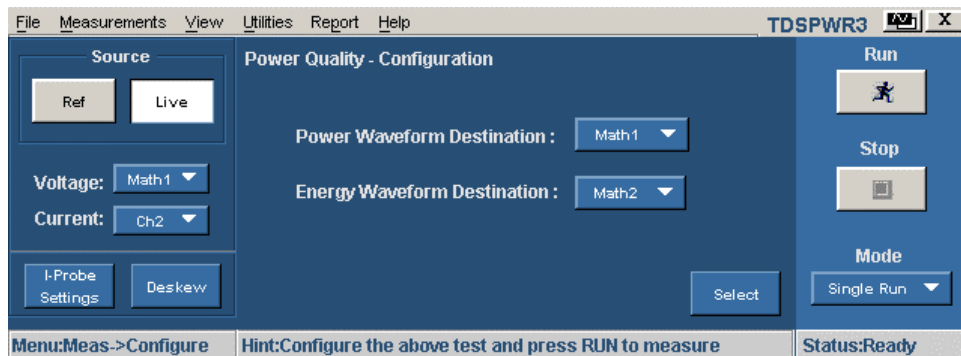 File Measurements View Utilities Report Help TDSPWR3 X
Source
Ref Live
Voltage: Math1
Current: Ch2
I-Probe
Settings
Deskew
Power Quality - Configuration
Power Waveform Destination : Math1
Energy Waveform Destination : Math2
Select
Run
Stop
Mode
Single Run
Menu:Meas->Configure Hint:Configure the above test and press RUN to measure Status:Ready